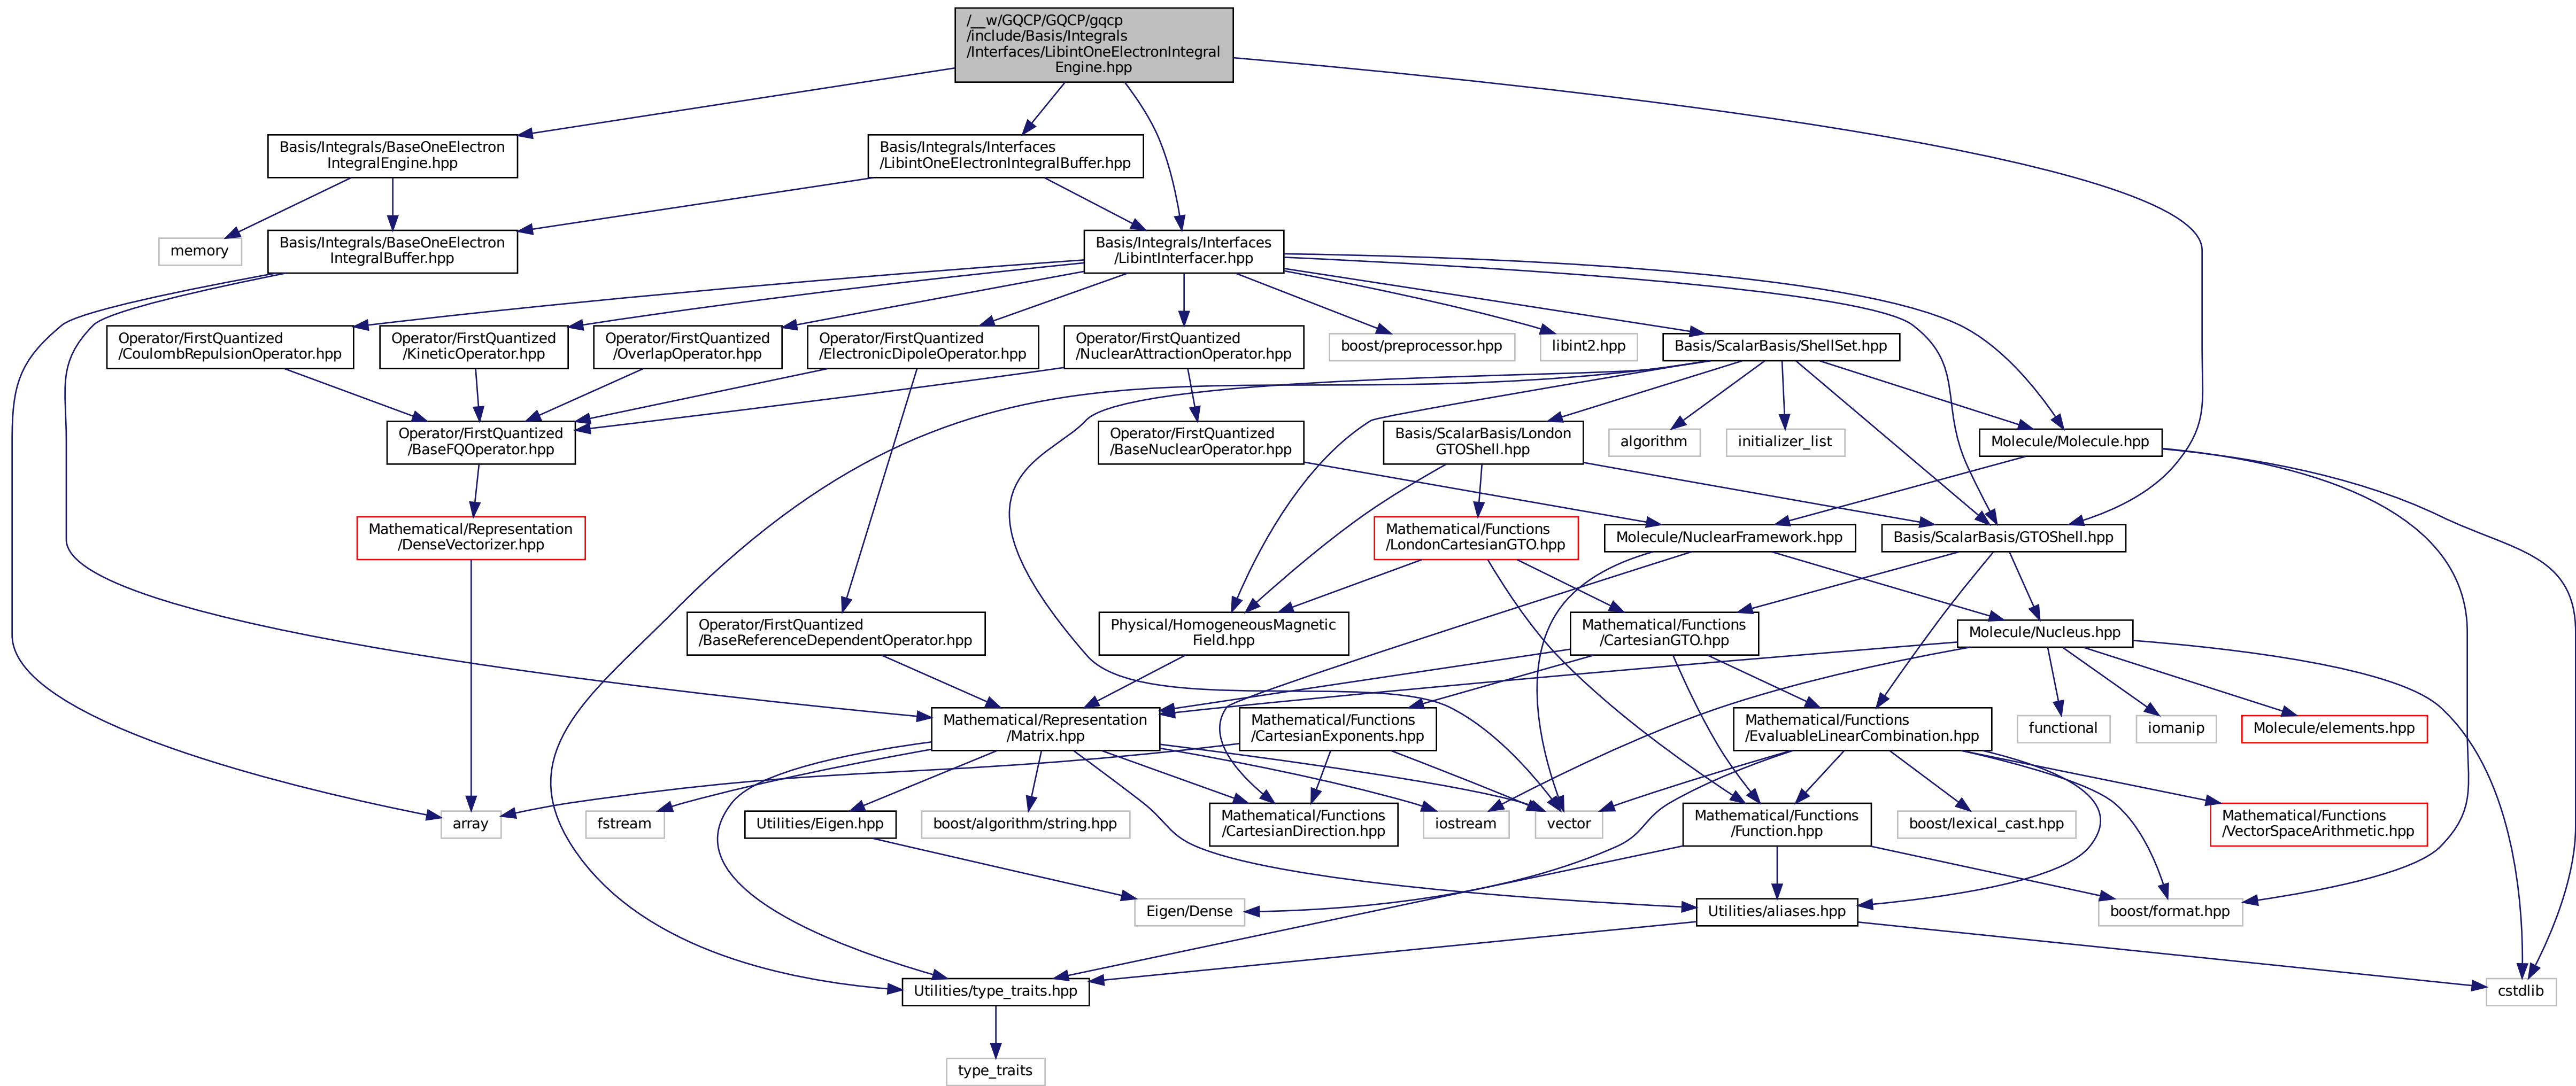 /__w/GQCP/GQCP/gqcp
/include/Basis/Integrals
/Interfaces/LibintOneElectronIntegral
Engine.hpp
Basis/Integrals/BaseOneElectron
IntegralEngine.hpp
Basis/Integrals/Interfaces
/LibintOneElectronIntegralBuffer.hpp
memory
Basis/Integrals/BaseOneElectron
IntegralBuffer.hpp
Basis/Integrals/Interfaces
/LibintInterfacer.hpp
Operator/FirstQuantized
/CoulombRepulsionOperator.hpp
Operator/FirstQuantized
/KineticOperator.hpp
Operator/FirstQuantized
/OverlapOperator.hpp
Operator/FirstQuantized
/ElectronicDipoleOperator.hpp
Operator/FirstQuantized
/NuclearAttractionOperator.hpp
boost/preprocessor.hpp
libint2.hpp
Basis/ScalarBasis/ShellSet.hpp
Operator/FirstQuantized
/BaseFQOperator.hpp
Operator/FirstQuantized
/BaseNuclearOperator.hpp
Basis/ScalarBasis/London
GTOShell.hpp
algorithm
initializer_list
Molecule/Molecule.hpp
Mathematical/Representation
/DenseVectorizer.hpp
Mathematical/Functions
/LondonCartesianGTO.hpp
Molecule/NuclearFramework.hpp
Basis/ScalarBasis/GTOShell.hpp
Operator/FirstQuantized
/BaseReferenceDependentOperator.hpp
Physical/HomogeneousMagnetic
Field.hpp
Mathematical/Functions
/CartesianGTO.hpp
Molecule/Nucleus.hpp
Mathematical/Representation
/Matrix.hpp
Mathematical/Functions
/CartesianExponents.hpp
Mathematical/Functions
/EvaluableLinearCombination.hpp
functional
iomanip
Molecule/elements.hpp
array
fstream
Utilities/Eigen.hpp
boost/algorithm/string.hpp
Mathematical/Functions
/CartesianDirection.hpp
iostream
vector
Mathematical/Functions
/Function.hpp
boost/lexical_cast.hpp
Mathematical/Functions
/VectorSpaceArithmetic.hpp
Eigen/Dense
Utilities/aliases.hpp
boost/format.hpp
Utilities/type_traits.hpp
cstdlib
type_traits